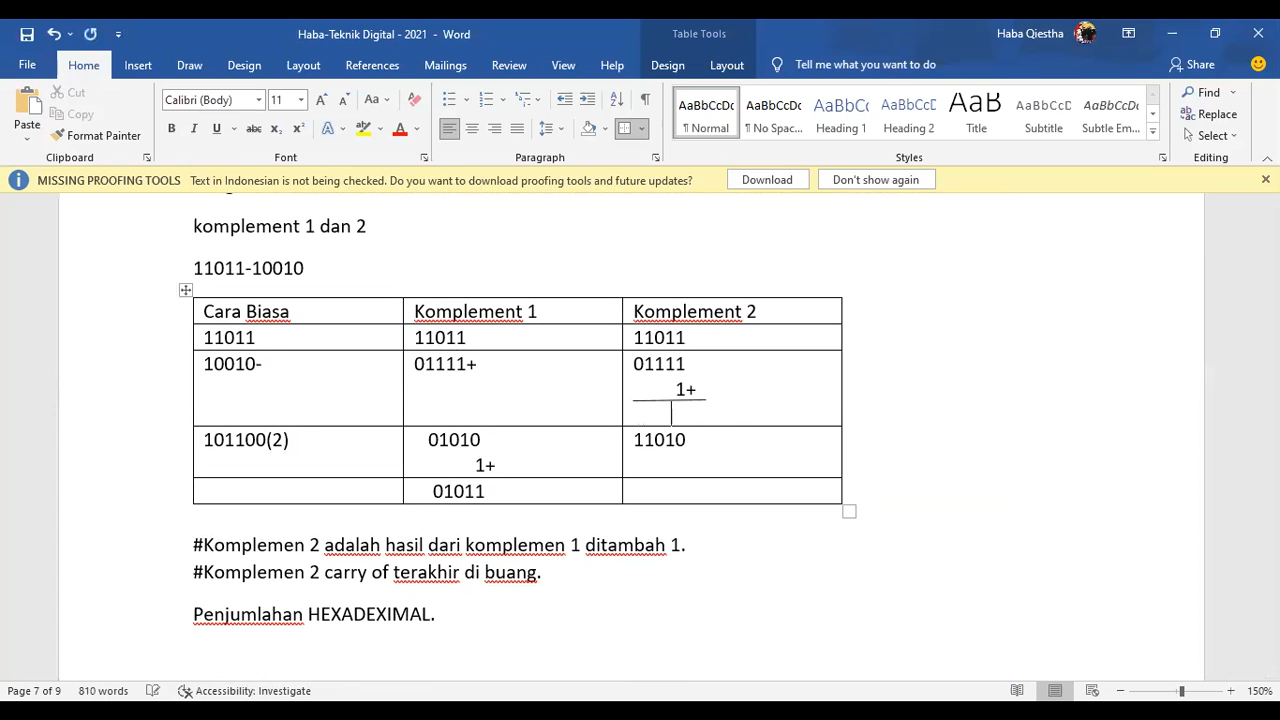 Haba-Teknik Digital - 2021 - Word
Table Tools
Haba Qiestha
File
Home
Insert
Draw
Design
Layout
References
Mailings
Review
View
Help
Design
Layout
Tell me what you want to do
Share
Paste
Cut
Copy
Format Painter
Clipboard
Calibri (Body)
11
Font
Paragraph
AaBbCcDc
¶ Normal
AaBbCcDc
¶ No Spac...
AaBbCc
Heading 1
AaBbCcD
Heading 2
AaB
Title
AaBbCcD
Subtitle
AaBbCcD
Subtle Em...
Styles
Find
Replace
Select
Editing
MISSING PROOFING TOOLS Text in Indonesian is not being checked. Do you want to download proofing tools and future updates?
Download
Don't show again
komplement 1 dan 2
11011-10010
Cara Biasa Komplement 1 Komplement 2
11011 11011 11011
10010- 01111+ 01111
1+
101100(2) 01010 11010
1+
01011
#Komplemen 2 adalah hasil dari komplemen 1 ditambah 1.
#Komplemen 2 carry of terakhir di buang.
Penjumlahan HEXADEXIMAL.
Page 7 of 9
810 words
Accessibility: Investigate
150%